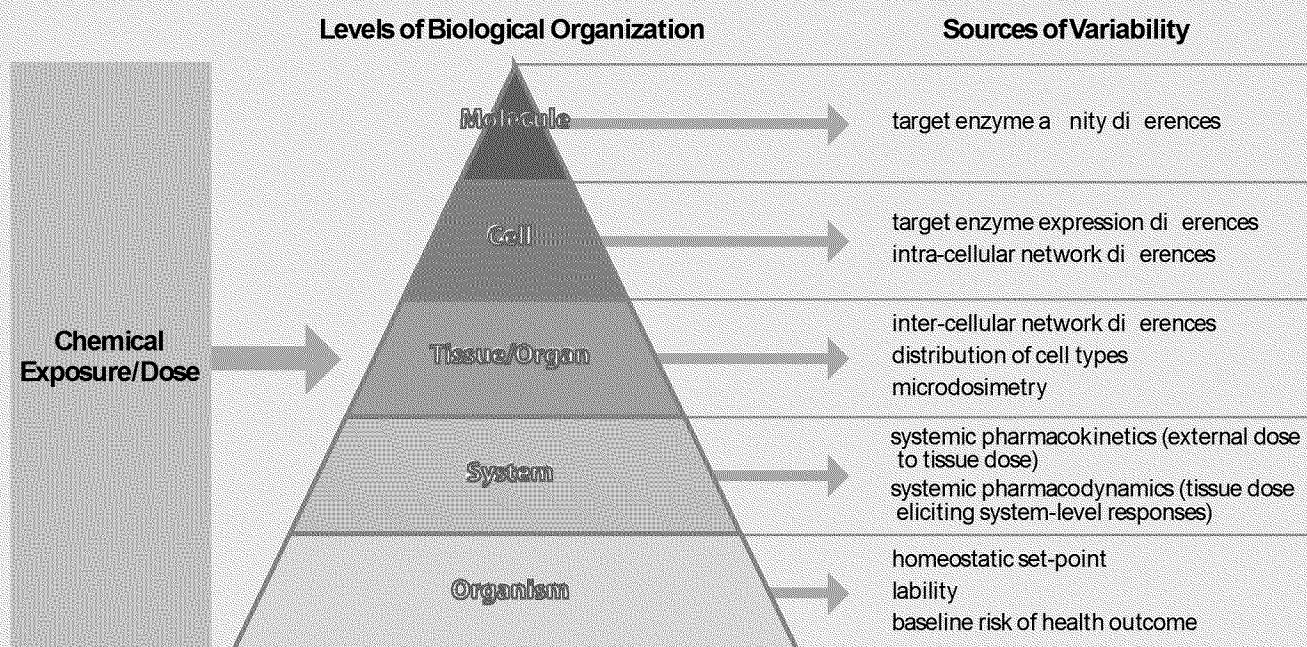 Levels of Biological Organization
Sources of Variability
Chemical
Exposure/Dose
Molecule
target enzyme a nity di erences
Cell
target enzyme expression di erences
intra-cellular network di erences
Tissue/Organ
inter-cellular network di erences
distribution of cell types
microdosimetry
System
systemic pharmacokinetics (external dose
to tissue dose)
systemic pharmacodynamics (tissue dose
eliciting system-level responses)
Organism
homeostatic set-point
lability
baseline risk of health outcome